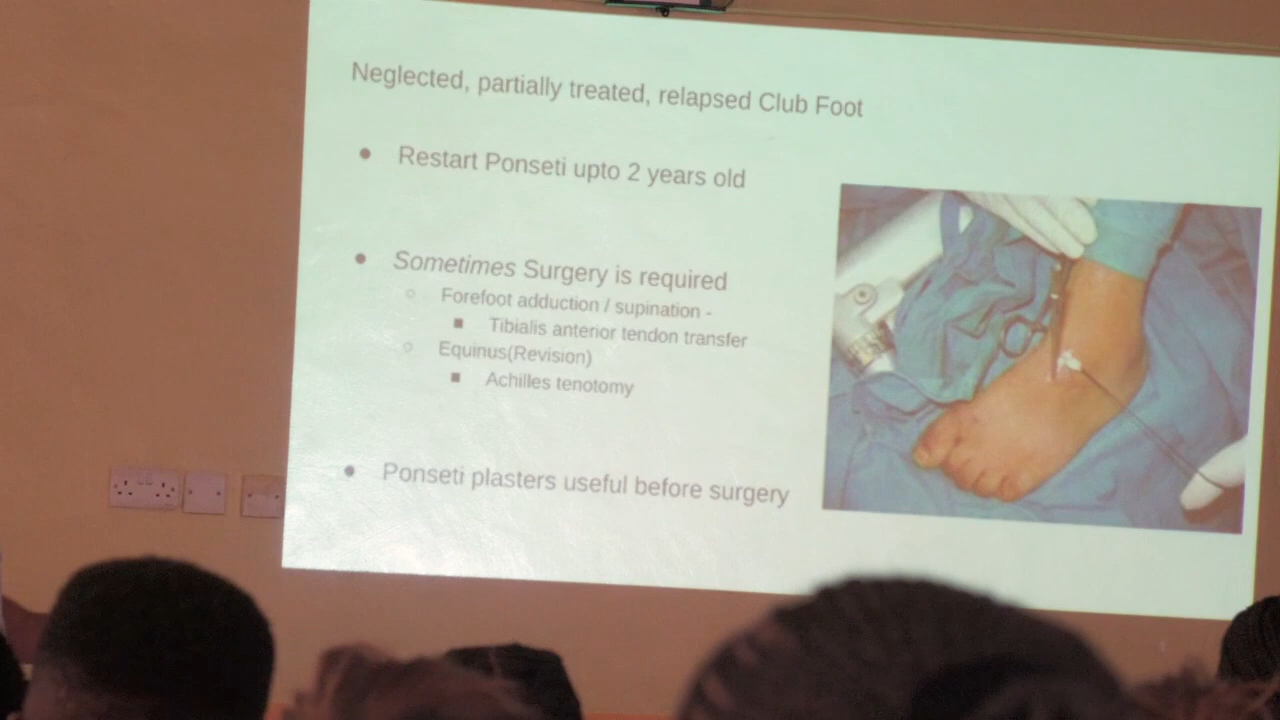 Neglected, partially treated, relapsed Club Foot
● Restart Ponseti upto 2 years old
● Sometimes Surgery is required
○ Forefoot adduction / supination -
■ Tibialis anterior tendon transfer
○ Equinus(Revision)
■ Achilles tenotomy
● Ponseti plasters useful before surgery